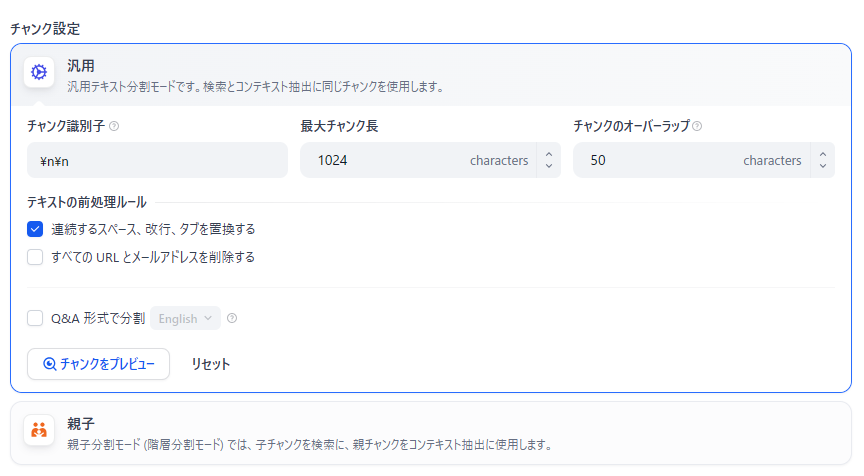 チャンク設定
汎用
汎用テキスト分割モードです。検索とコンテキスト抽出に同じチャンクを使用します。
チャンク識別子 最大チャンク長 チャンクのオーバーラップ
¥n¥n 1024 characters 50 characters
テキストの前処理ルール
連続するスペース、改行、タブを置換する
すべての URL とメールアドレスを削除する
Q&A 形式で分割 English
チャンクをプレビュー リセット
親子
親子分割モード (階層分割モード) では、子チャンクを検索に、親チャンクをコンテキスト抽出に使用します。